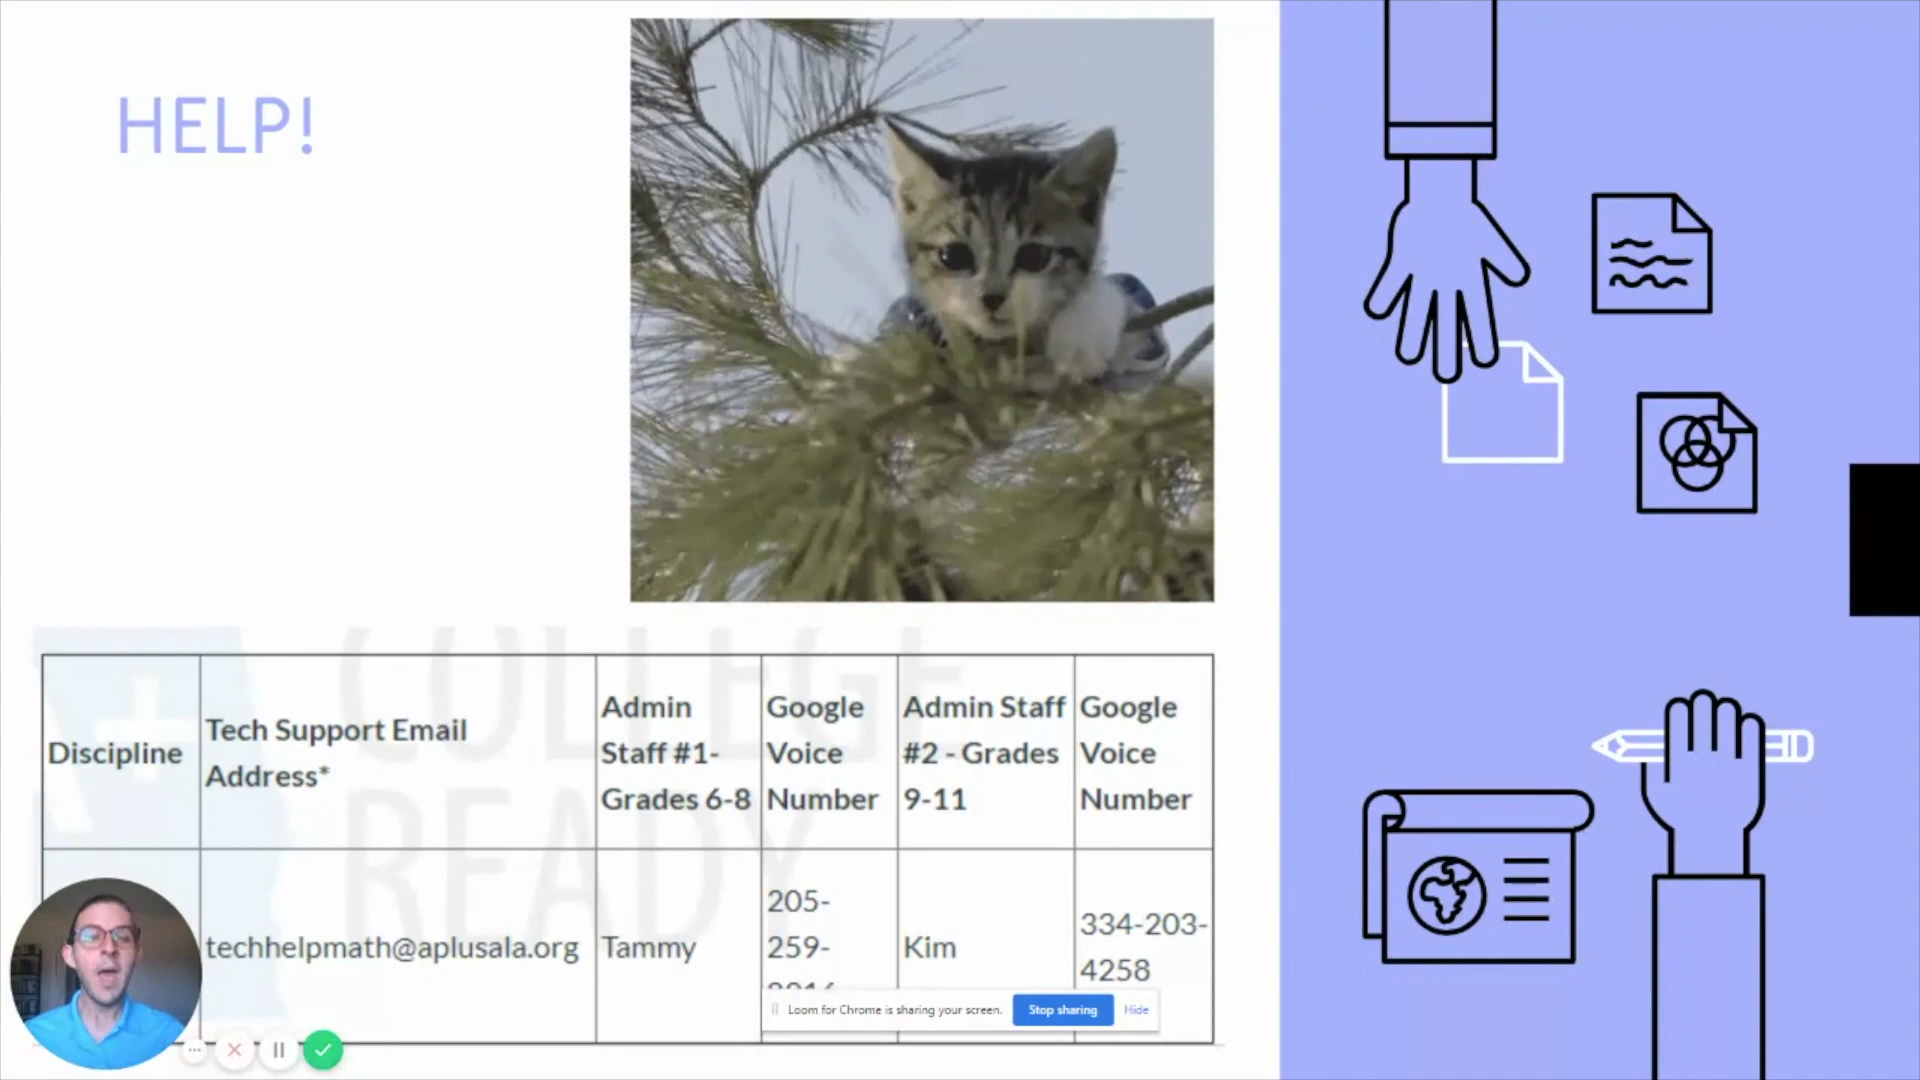 HELP!
COLLEGE
READY
Discipline
Tech Support Email
Address*
Admin
Staff #1-
Grades 6-8
Google
Voice
Number
Admin Staff
#2 - Grades
9-11
Google
Voice
Number
techhelpmath@aplusala.org
Tammy
205-
259-
Kim
334-203-
4258
Loom for Chrome is sharing your screen.
Stop sharing
Hide